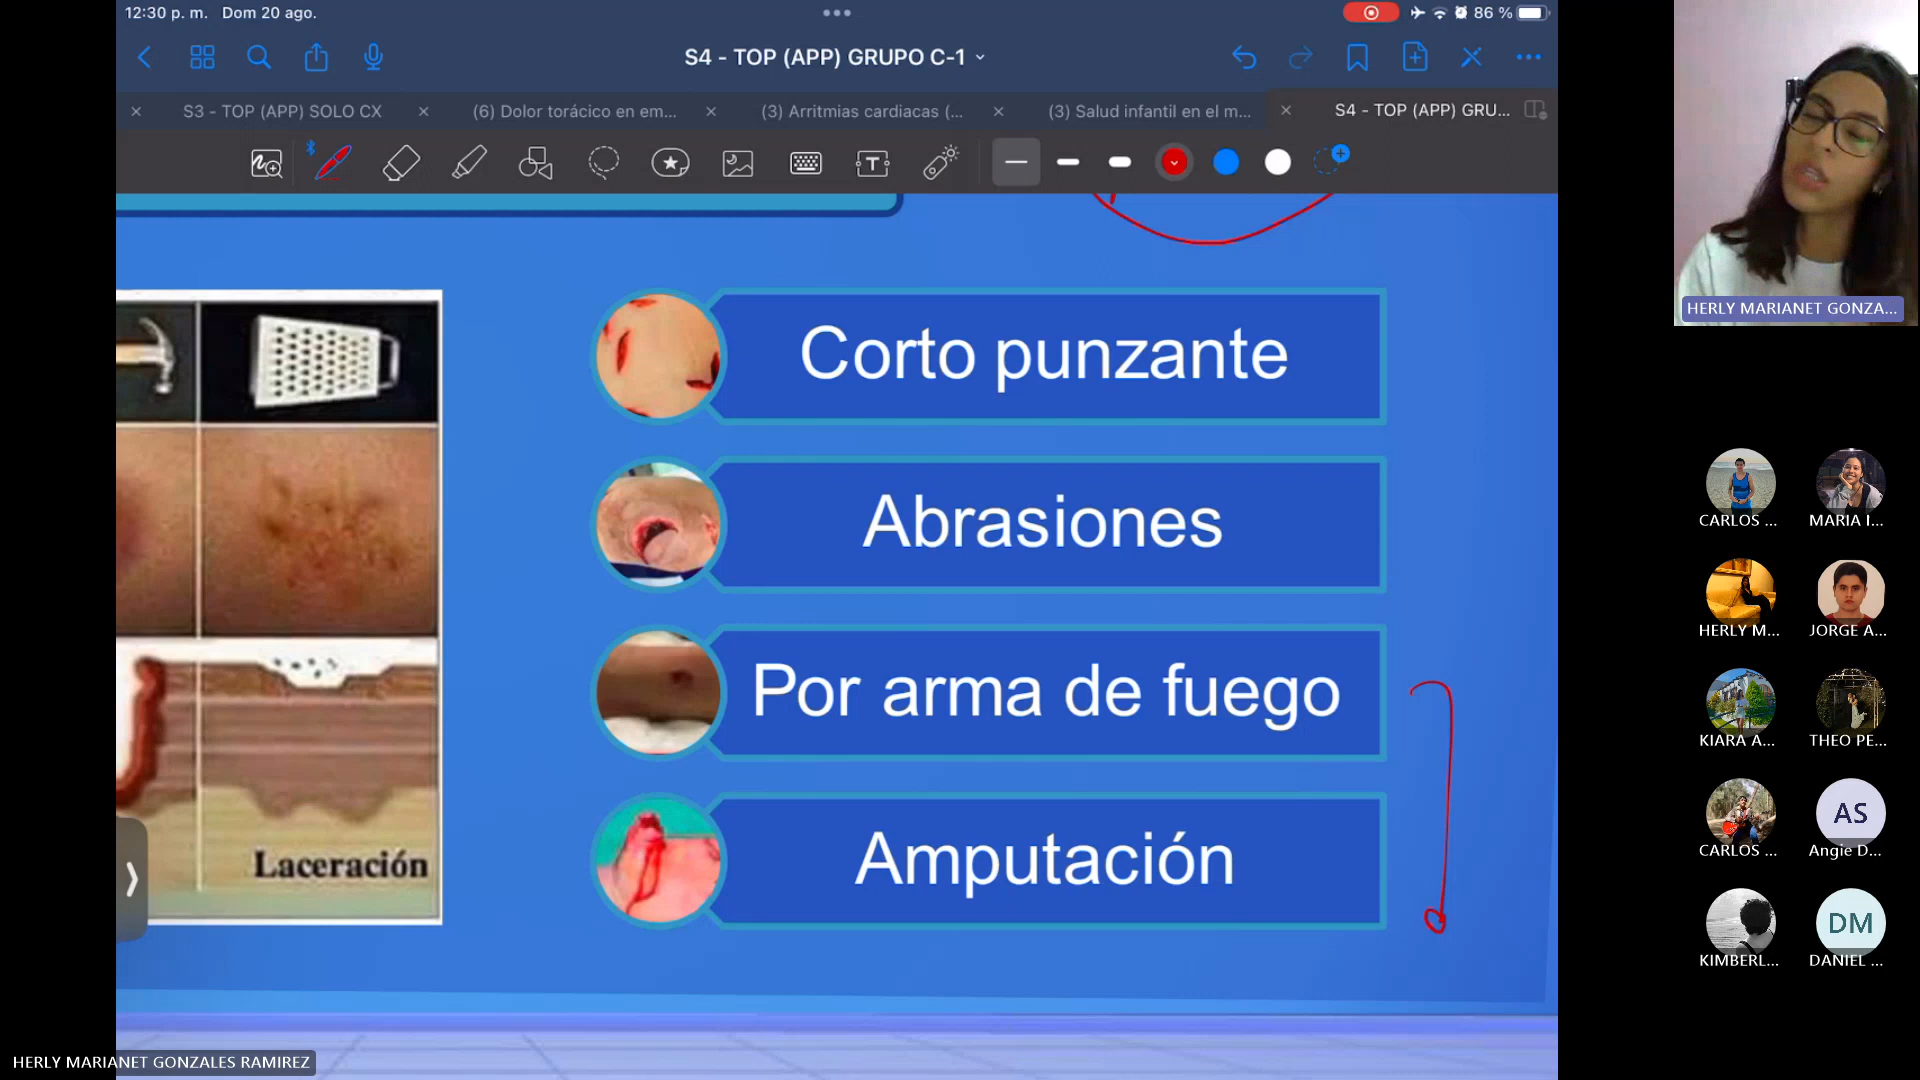 12:30 p. m. Dom 20 ago.
86 %
S4 - TOP (APP) GRUPO C-1
S3 - TOP (APP) SOLO CX
(6) Dolor torácico en em...
(3) Arritmias cardiacas (...
(3) Salud infantil en el m...
S4 - TOP (APP) GRU...
Corto punzante
Abrasiones
Por arma de fuego
Amputación
Laceración
HERLY MARIANET GONZA...
CARLOS ...
MARIA I...
HERLY M...
JORGE A...
KIARA A...
THEO PE...
CARLOS ...
AS
Angie D...
KIMBERL...
DM
DANIEL ...
HERLY MARIANET GONZALES RAMIREZ